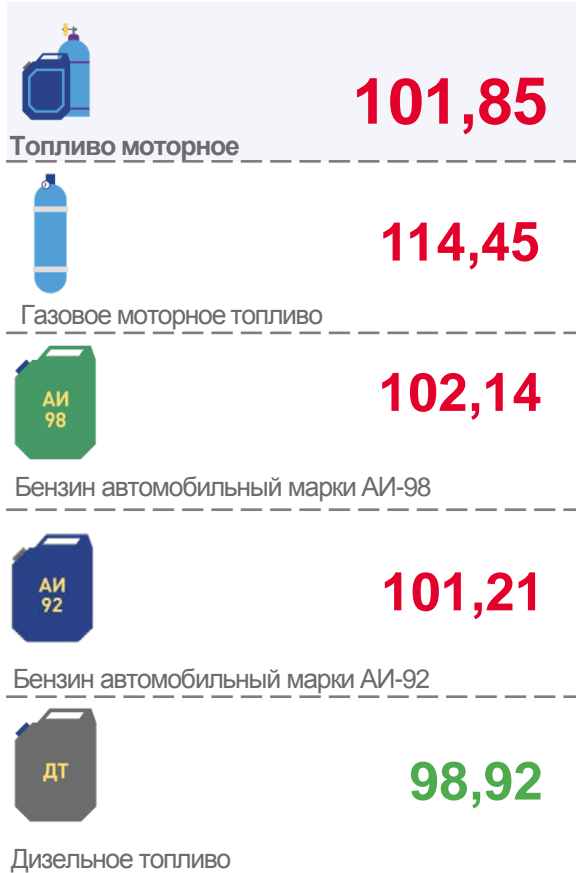 101,85
Топливо моторное
114,45
Газовое моторное топливо
АИ
98
102,14
Бензин автомобильный марки АИ-98
АИ
92
101,21
Бензин автомобильный марки АИ-92
ДТ
98,92
Дизельное топливо